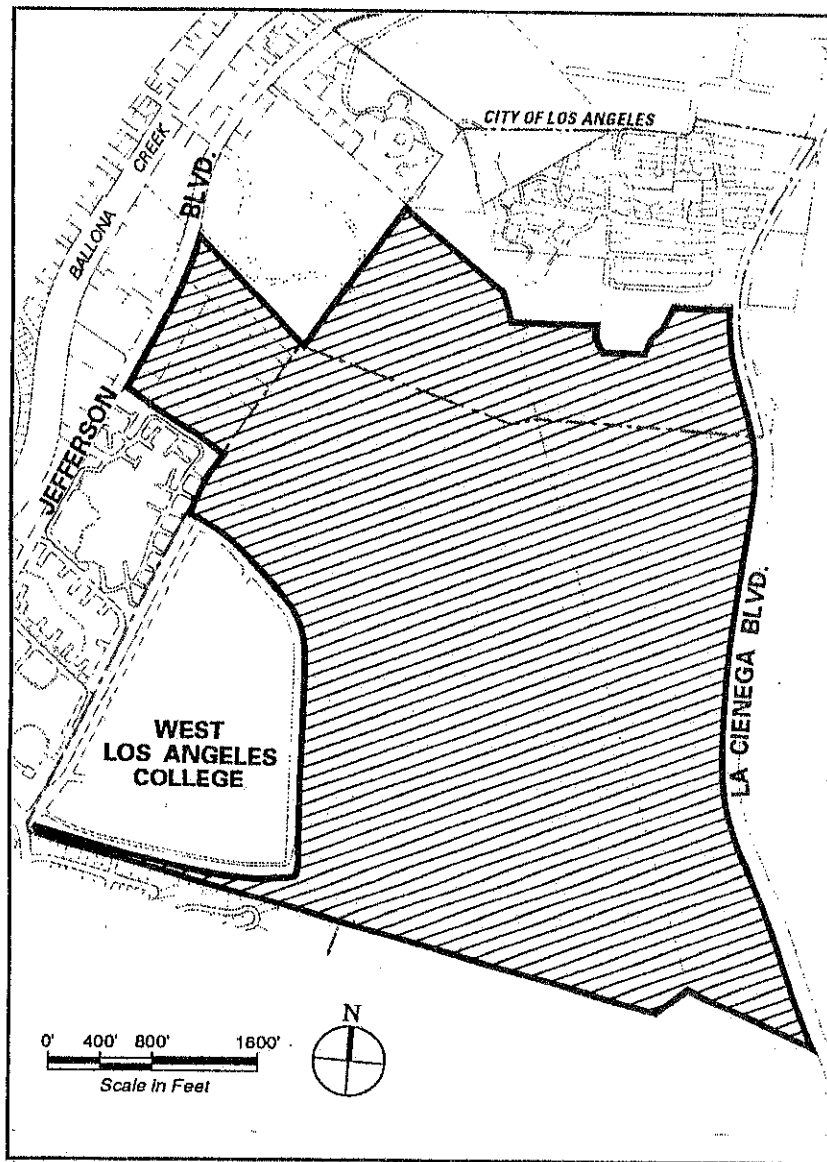 CITY OF LOS ANGELES
BALLONA CREEK
JEFFERSON BLVD.
LA CIENEGA BLVD.
WEST
LOS ANGELES
COLLEGE
N
0' 400' 800' 1600'
Scale in Feet